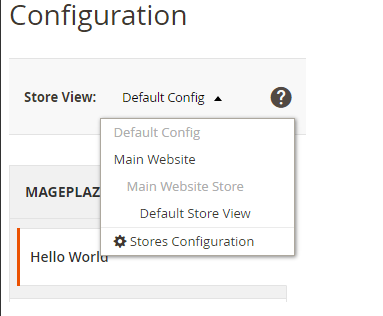 Configuration
Store View: Default Config
?
Default Config
Main Website
Main Website Store
Default Store View
Stores Configuration
MAGEPLAZ
Hello World